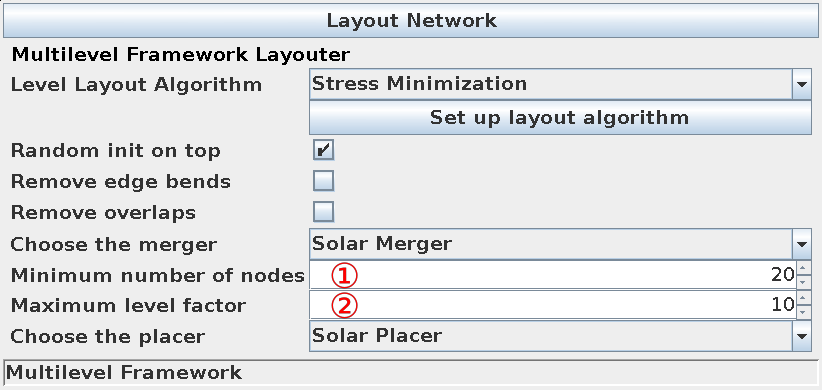 Layout Network
Multilevel Framework Layouter
Level Layout Algorithm Stress Minimization
Set up layout algorithm
Random init on top
Remove edge bends
Remove overlaps
Choose the merger Solar Merger
Minimum number of nodes ① 20
Maximum level factor ② 10
Choose the placer Solar Placer
Multilevel Framework